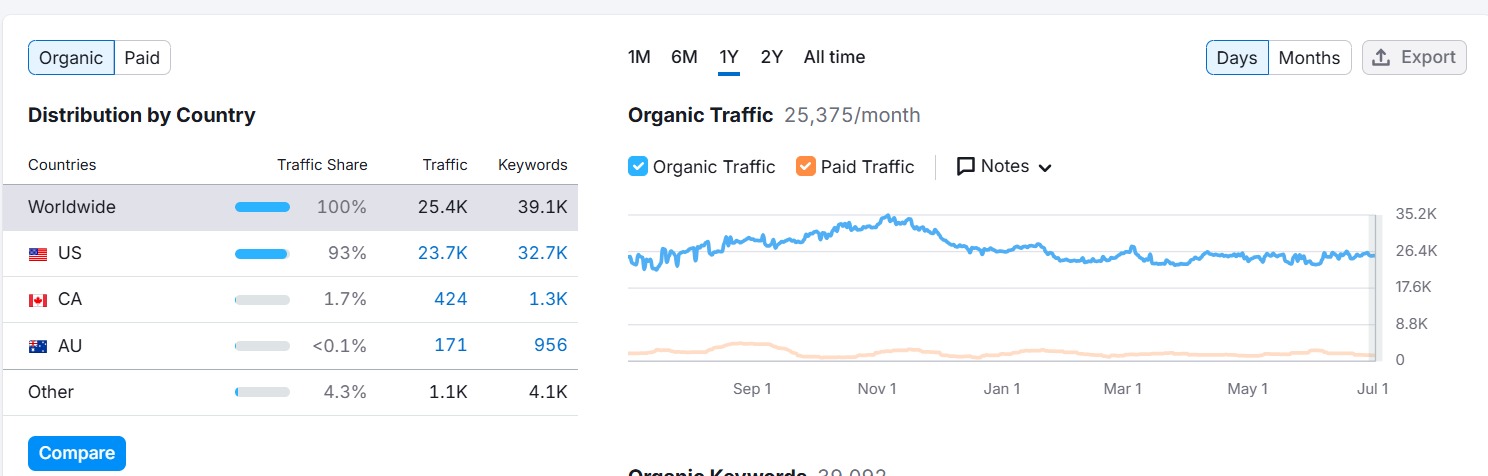 Organic Paid
Distribution by Country
Countries Traffic Share Traffic Keywords
Worldwide 100% 25.4K 39.1K
US 93% 23.7K 32.7K
CA 1.7% 424 1.3K
AU <0.1% 171 956
Other 4.3% 1.1K 4.1K
Compare
1M 6M 1Y 2Y All time
Days Months Export
Organic Traffic 25,375/month
Organic Traffic Paid Traffic Notes
35.2K
26.4K
17.6K
8.8K
0
Sep 1 Nov 1 Jan 1 Mar 1 May 1 Jul 1
Organic Keywords 39,092